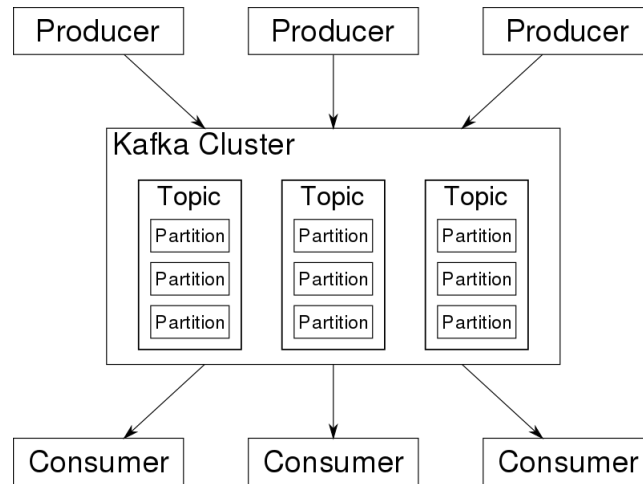 Producer
Producer
Producer
Kafka Cluster
Topic
Partition
Partition
Partition
Topic
Partition
Partition
Partition
Topic
Partition
Partition
Partition
Consumer
Consumer
Consumer